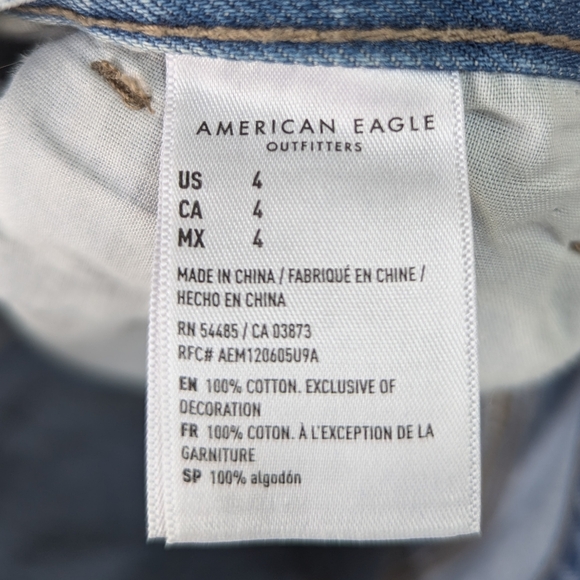 AMERICAN EAGLE
OUTFITTERS
US 4
CA 4
MX 4
MADE IN CHINA / FABRIQUÉ EN CHINE /
HECHO EN CHINA
RN 54485 / CA 03873
RFC# AEM120605U9A
EN 100% COTTON. EXCLUSIVE OF
DECORATION
FR 100% COTON. À L'EXCEPTION DE LA
GARNITURE
SP 100% algodón